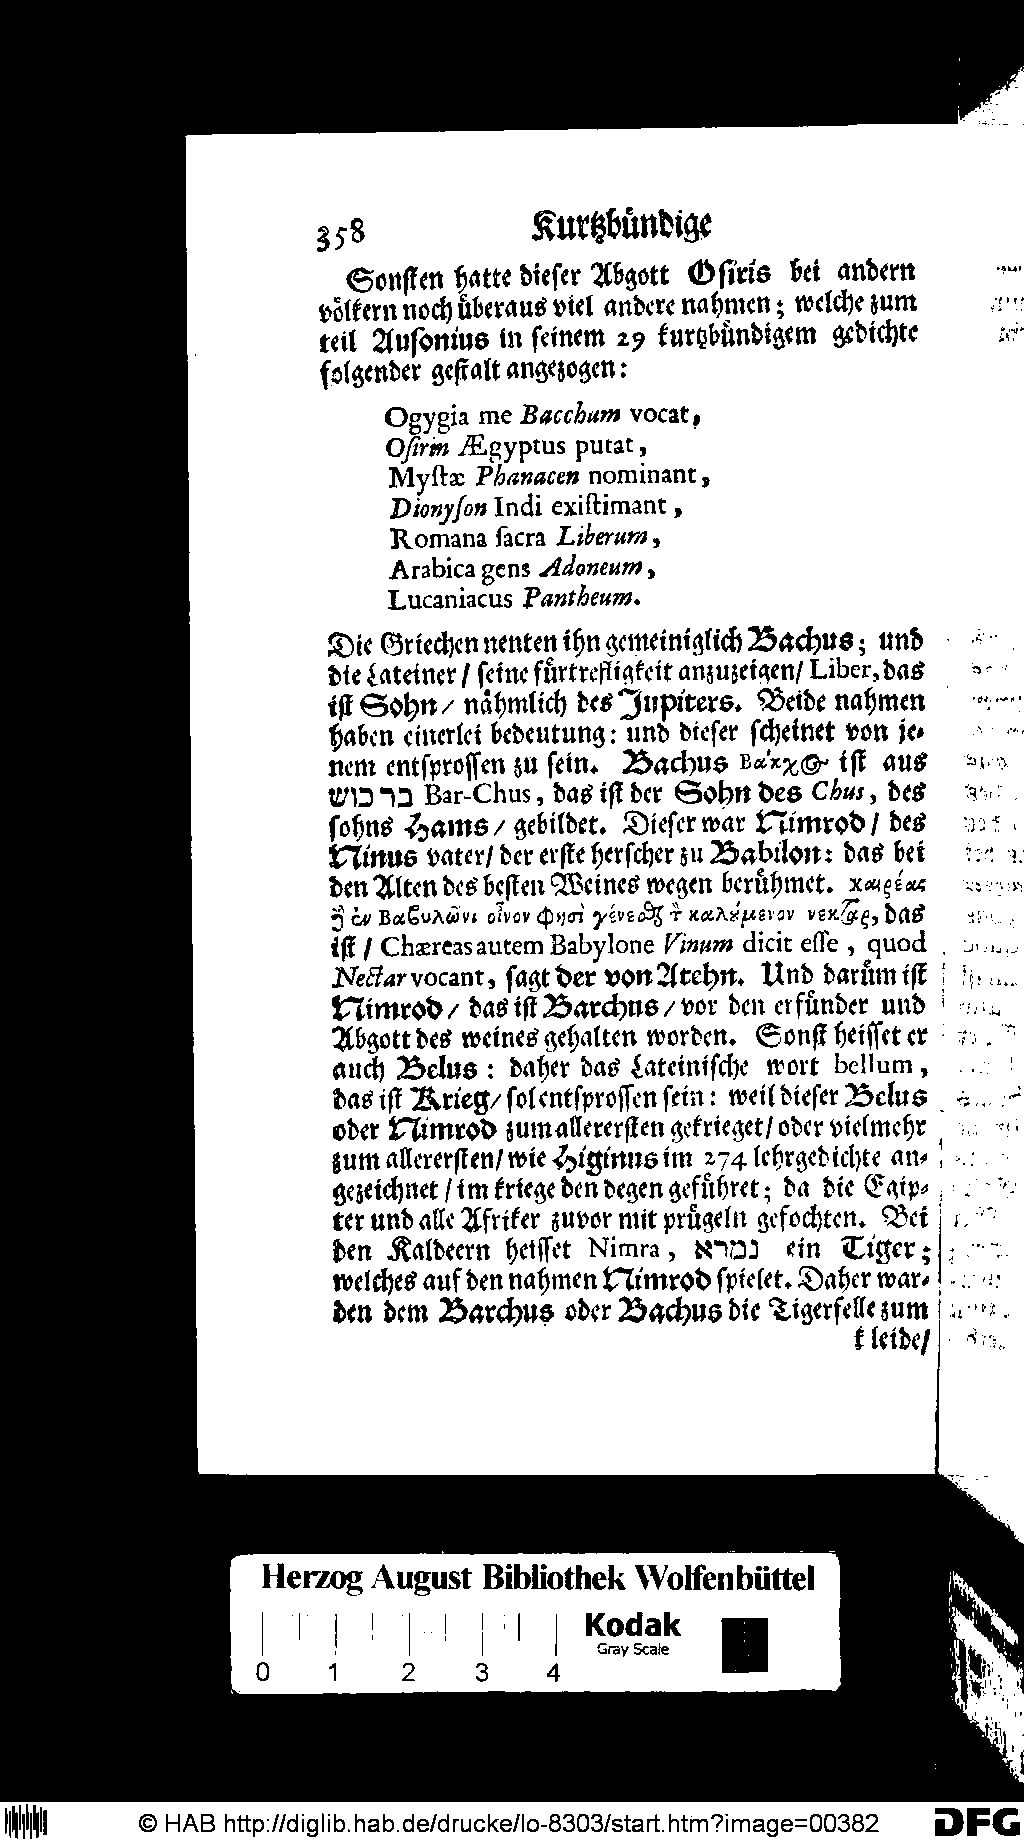 358 Kurtzbündige
Sonsten hatte dieser Abgott Osiris bei andern
völkern noch überaus viel andere nahmen; welche zum
teil Ausonius in seinem 29 kurtzbündigem gedichte
folgender gestalt angezogen:
Ogygia me Bacchum vocat,
Oſirin Ægyptus putat,
Myſtæ Phanacen nominant,
Dionyſon Indi exiſtimant,
Romana ſacra Liberum,
Arabica gens Adoneum,
Lucaniacus Pantheum.
Die Griechen nenten ihn gemeiniglich Bachus; und
die Lateiner / seine fürtrefligkeit anzuzeigen / Liber, das
ist Sohn / nähmlich des Jupiters. Beide nahmen
haben einerlei bedeutung: und dieser scheinet von je-
nem entsprossen zu sein. Bachus Βάκχος ist aus
בר כוש Bar-Chus, das ist der Sohn des Chus, des
sohns Hams / gebildet. Dieser war Nimrod / des
Ninus vater / der erste herscher zu Babilon: das bei
den Alten des besten Weines wegen berühmet. χαιρέας
ἢ ἐν Βαβυλῶνι οἶνον φησὶ γένεσθ τ καλούμενον νεκταρ, das
ist / Chæreas autem Babylone Vinum dicit eſſe, quod
Nectar vocant, sagt der von Atehn. Und darüm ist
Nimrod / das ist Barchus / vor den erfünder und
Abgott des weines gehalten worden. Sonst heisset er
auch Belus: daher das Lateinische wort bellum,
das ist Krieg / sol entsprossen sein: weil dieser Belus
oder Nimrod zum allerersten gekrieget / oder vielmehr
zum allerersten / wie Higinus im 274 lehrgedichte an-
gezeichnet / im kriege den degen geführet; da die Egip-
ter und alle Afriker zuvor mit prügeln gefochten. Bei
den Kaldeern heisset Nimra, נמרא ein Tiger;
welches auf den nahmen Nimrod spielet. Daher war-
den dem Barchus oder Bachus die Tigerfelle zum
kleide /
Herzog August Bibliothek Wolfenbüttel
Kodak
Gray Scale
0 1 2 3 4
© HAB http://diglib.hab.de/drucke/lo-8303/start.htm?image=00382
DFG